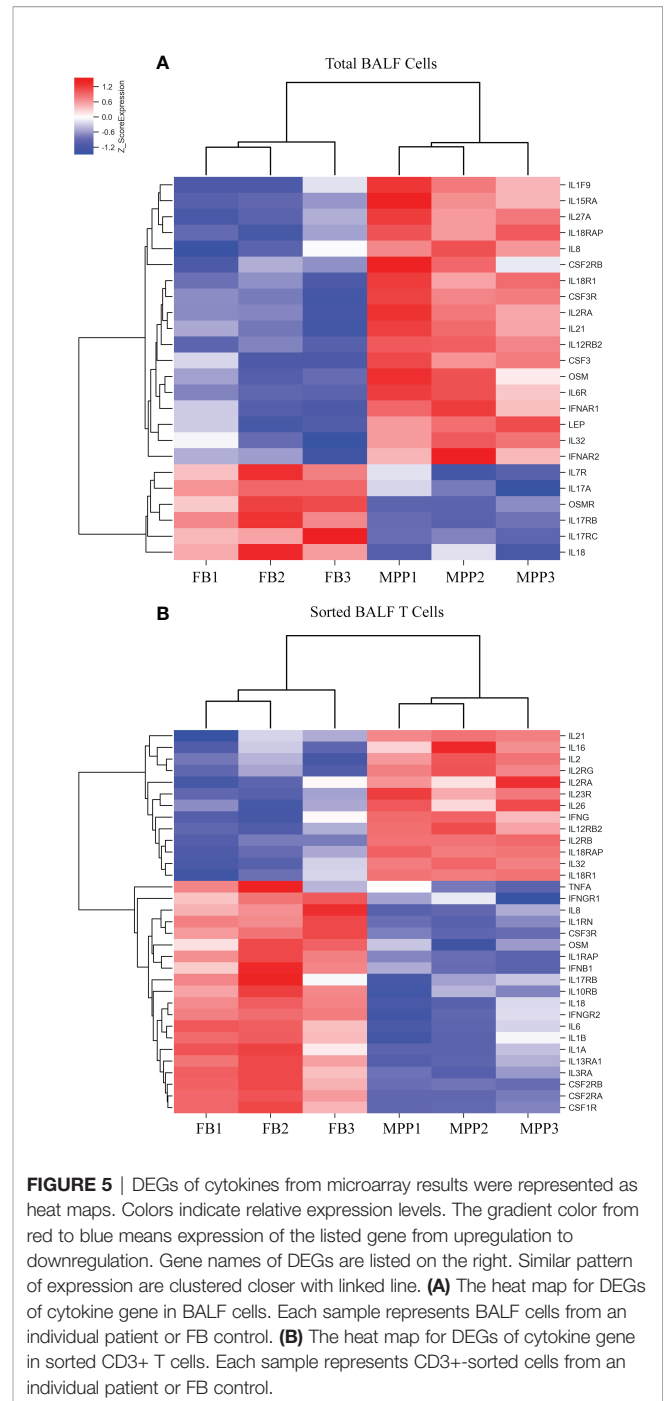 A
Total BALF Cells
1.2
0.6
0.0
-0.6
-1.2
Z_ScoreExpression
IL1F9
IL15RA
IL27A
IL18RAP
IL8
CSF2RB
IL18R1
CSF3R
IL2RA
IL21
IL12RB2
CSF3
OSM
IL6R
IFNAR1
LEP
IL32
IFNAR2
IL7R
IL17A
OSMR
IL17RB
IL17RC
IL18
FB1 FB2 FB3 MPP1 MPP2 MPP3
B
Sorted BALF T Cells
IL21
IL16
IL2
IL2RG
IL2RA
IL23R
IL26
IFNG
IL12RB2
IL2RB
IL18RAP
IL32
IL18R1
TNFA
IFNGR1
IL8
IL1RN
CSF3R
OSM
IL1RAP
IFNB1
IL17RB
IL10RB
IL18
IFNGR2
IL6
IL1B
IL1A
IL13RA1
IL3RA
CSF2RB
CSF2RA
CSF1R
FB1 FB2 FB3 MPP1 MPP2 MPP3
FIGURE 5 | DEGs of cytokines from microarray results were represented as
heat maps. Colors indicate relative expression levels. The gradient color from
red to blue means expression of the listed gene from upregulation to
downregulation. Gene names of DEGs are listed on the right. Similar pattern
of expression are clustered closer with linked line. (A) The heat map for DEGs
of cytokine gene in BALF cells. Each sample represents BALF cells from an
individual patient or FB control. (B) The heat map for DEGs of cytokine gene
in sorted CD3+ T cells. Each sample represents CD3+-sorted cells from an
individual patient or FB control.